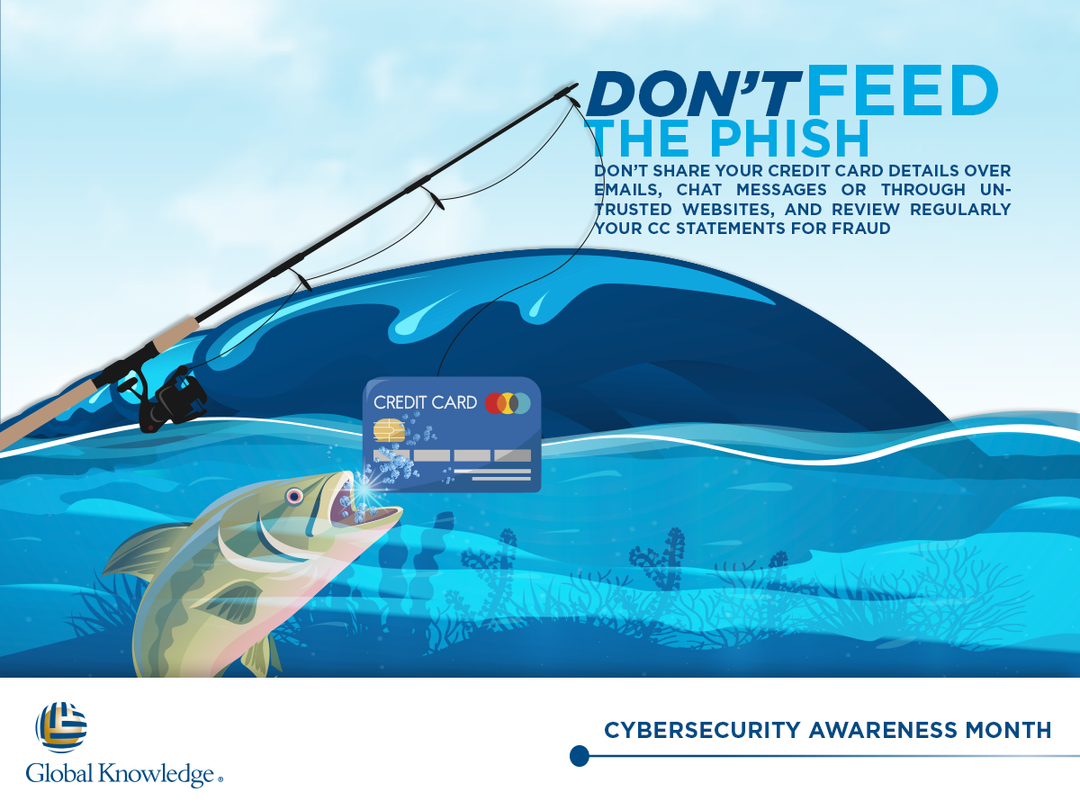 DON'T FEED
THE PHISH
DON'T SHARE YOUR CREDIT CARD DETAILS OVER
EMAILS, CHAT MESSAGES OR THROUGH UN-
TRUSTED WEBSITES, AND REVIEW REGULARLY
YOUR CC STATEMENTS FOR FRAUD
CREDIT CARD
CYBERSECURITY AWARENESS MONTH
Global Knowledge®